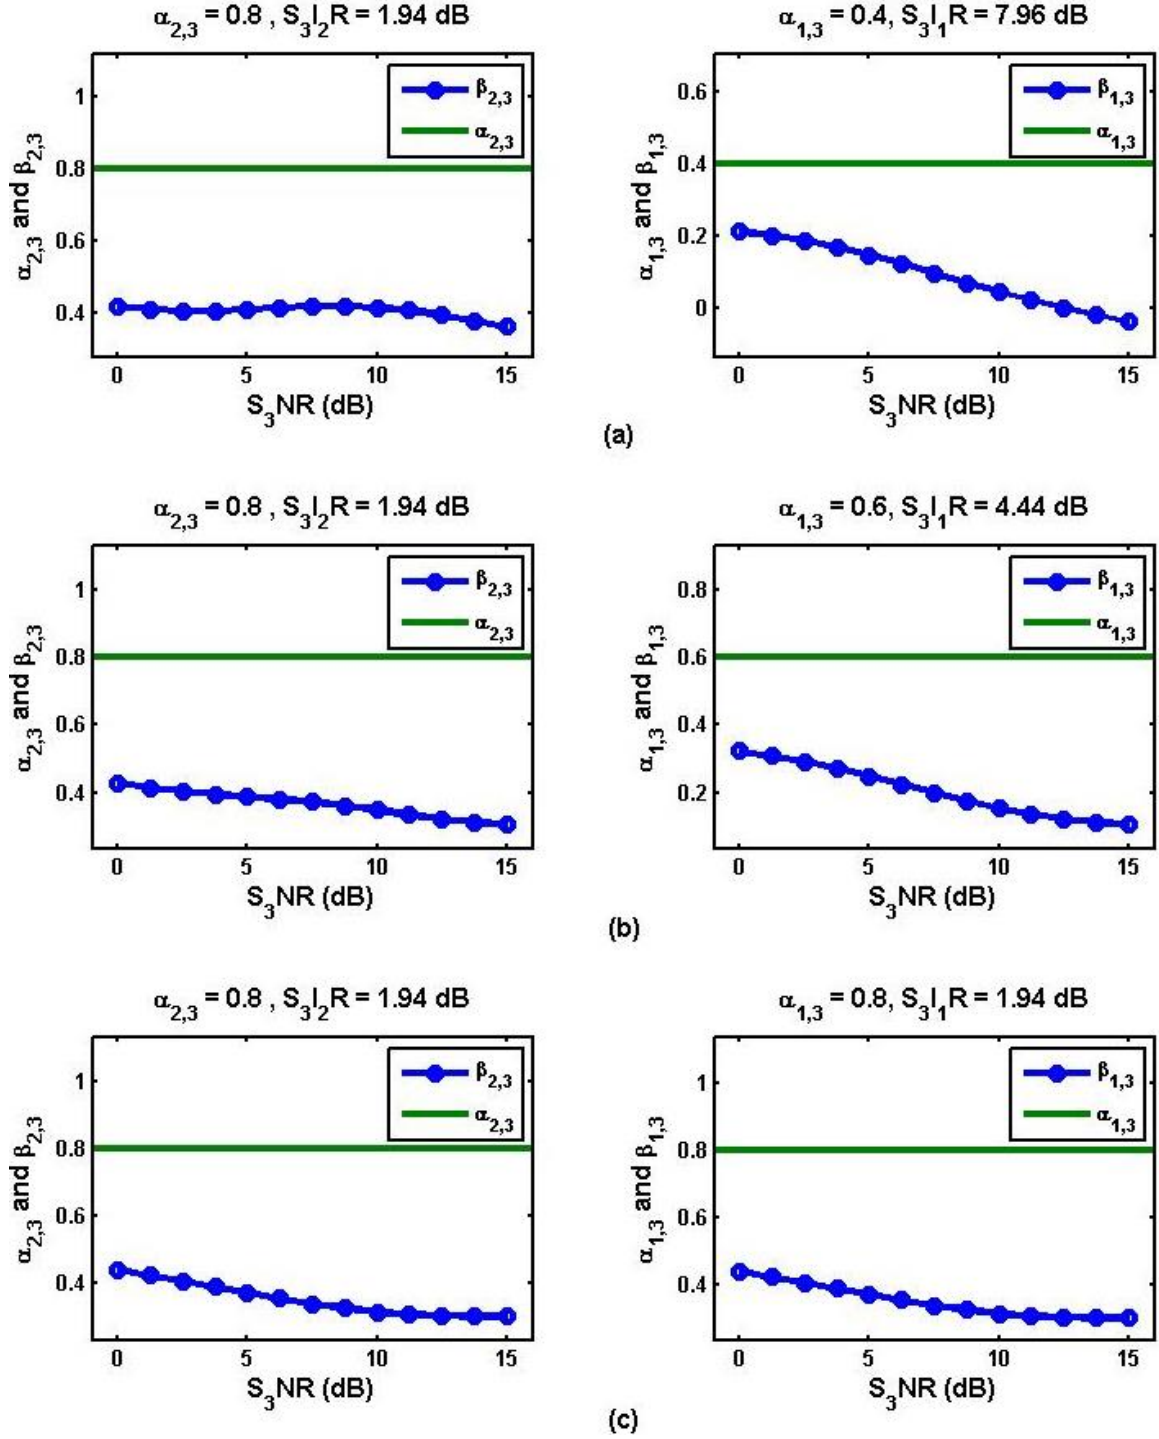 α2,3 = 0.8 , S3I2R = 1.94 dB
α2,3 and β2,3
1
0.8
0.6
0.4
β2,3
α2,3
0 5 10 15
S3NR (dB)
α1,3 = 0.4, S3I1R = 7.96 dB
α1,3 and β1,3
0.6
0.4
0.2
0
β1,3
α1,3
0 5 10 15
S3NR (dB)
(a)
α2,3 = 0.8 , S3I2R = 1.94 dB
α2,3 and β2,3
1
0.8
0.6
0.4
β2,3
α2,3
0 5 10 15
S3NR (dB)
α1,3 = 0.6, S3I1R = 4.44 dB
α1,3 and β1,3
0.8
0.6
0.4
0.2
β1,3
α1,3
0 5 10 15
S3NR (dB)
(b)
α2,3 = 0.8 , S3I2R = 1.94 dB
α2,3 and β2,3
1
0.8
0.6
0.4
β2,3
α2,3
0 5 10 15
S3NR (dB)
α1,3 = 0.8, S3I1R = 1.94 dB
α1,3 and β1,3
1
0.8
0.6
0.4
β1,3
α1,3
0 5 10 15
S3NR (dB)
(c)